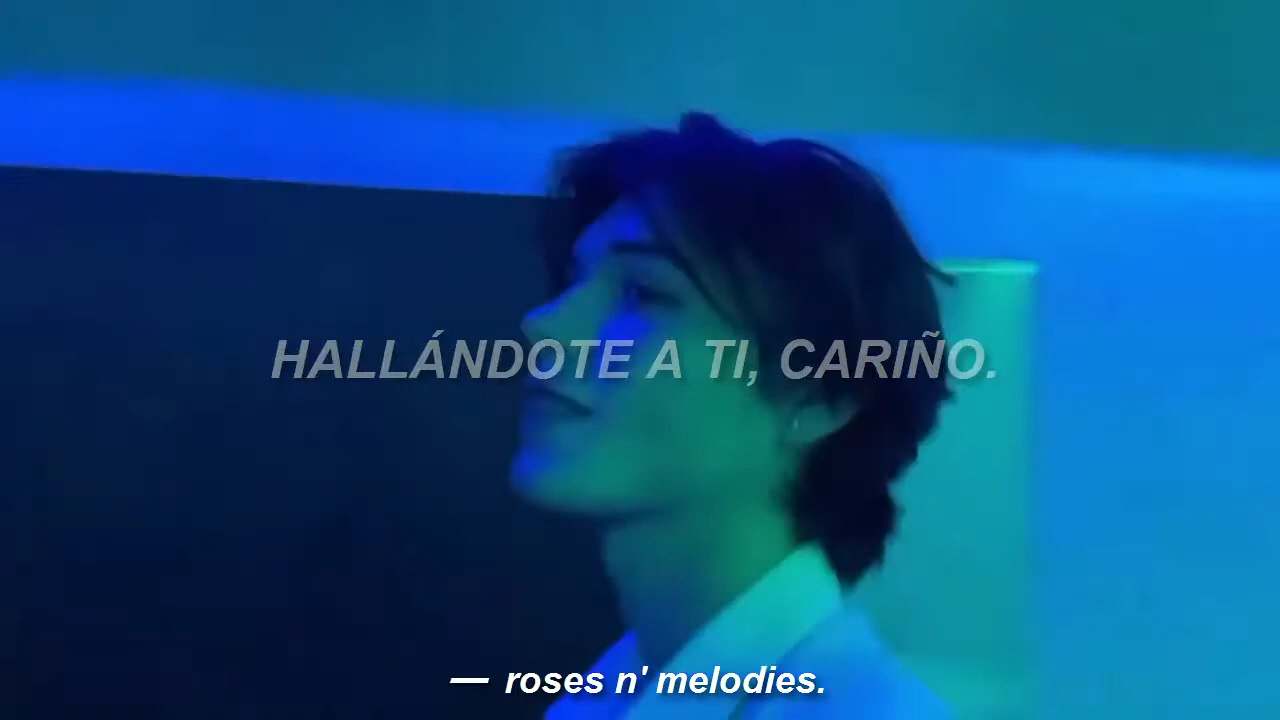 HALLÁNDOTE A TI, CARIÑO.
— roses n' melodies.